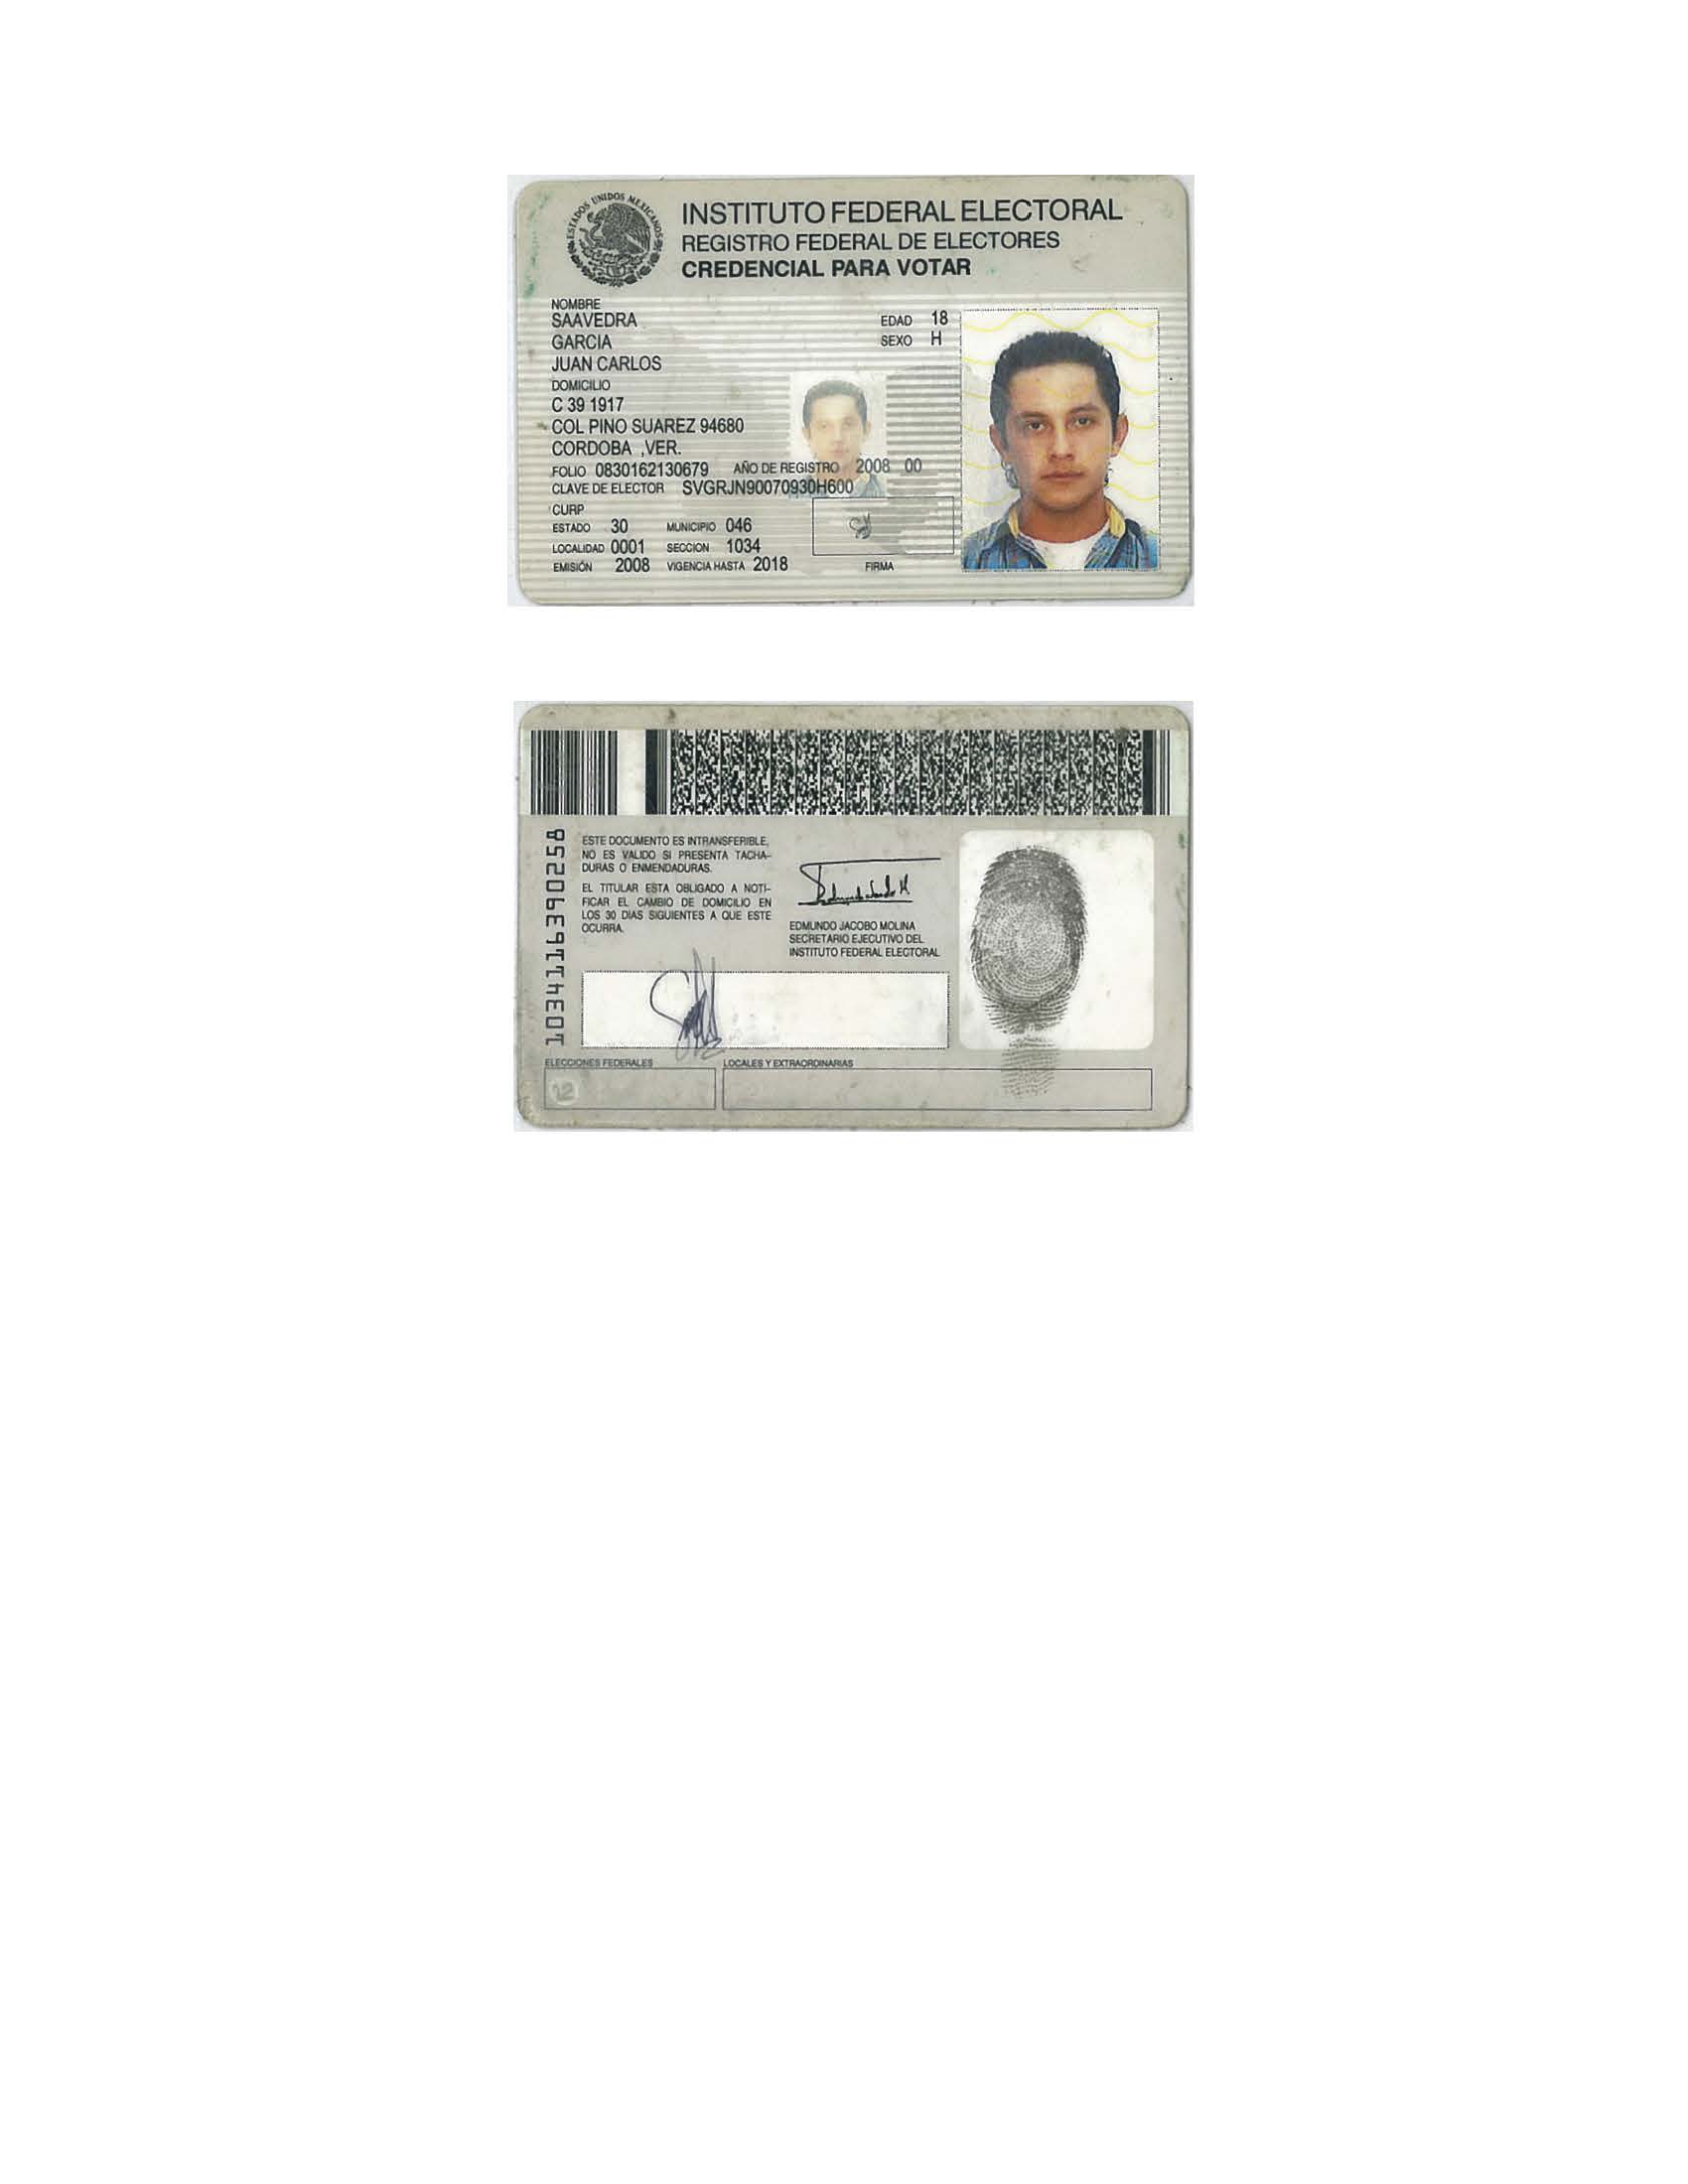 ESTADOS UNIDOS MEXICANOS
INSTITUTO FEDERAL ELECTORAL
REGISTRO FEDERAL DE ELECTORES
CREDENCIAL PARA VOTAR
NOMBRE
SAAVEDRA EDAD 18
GARCIA SEXO H
JUAN CARLOS
DOMICILIO
C 39 1917
COL PINO SUAREZ 94680
CORDOBA ,VER.
FOLIO 0830162130679 AÑO DE REGISTRO 2008 00
CLAVE DE ELECTOR SVGRJN90070930H600
CURP
ESTADO 30 MUNICIPIO 046
LOCALIDAD 0001 SECCION 1034
EMISIÓN 2008 VIGENCIA HASTA 2018 FIRMA
1034116390258
ESTE DOCUMENTO ES INTRANSFERIBLE,
NO ES VALIDO SI PRESENTA TACHA-
DURAS O ENMENDADURAS.
EL TITULAR ESTA OBLIGADO A NOTI-
FICAR EL CAMBIO DE DOMICILIO EN
LOS 30 DIAS SIGUIENTES A QUE ESTE
OCURRA.
EDMUNDO JACOBO MOLINA
SECRETARIO EJECUTIVO DEL
INSTITUTO FEDERAL ELECTORAL
ELECCIONES FEDERALES LOCALES Y EXTRAORDINARIAS
12